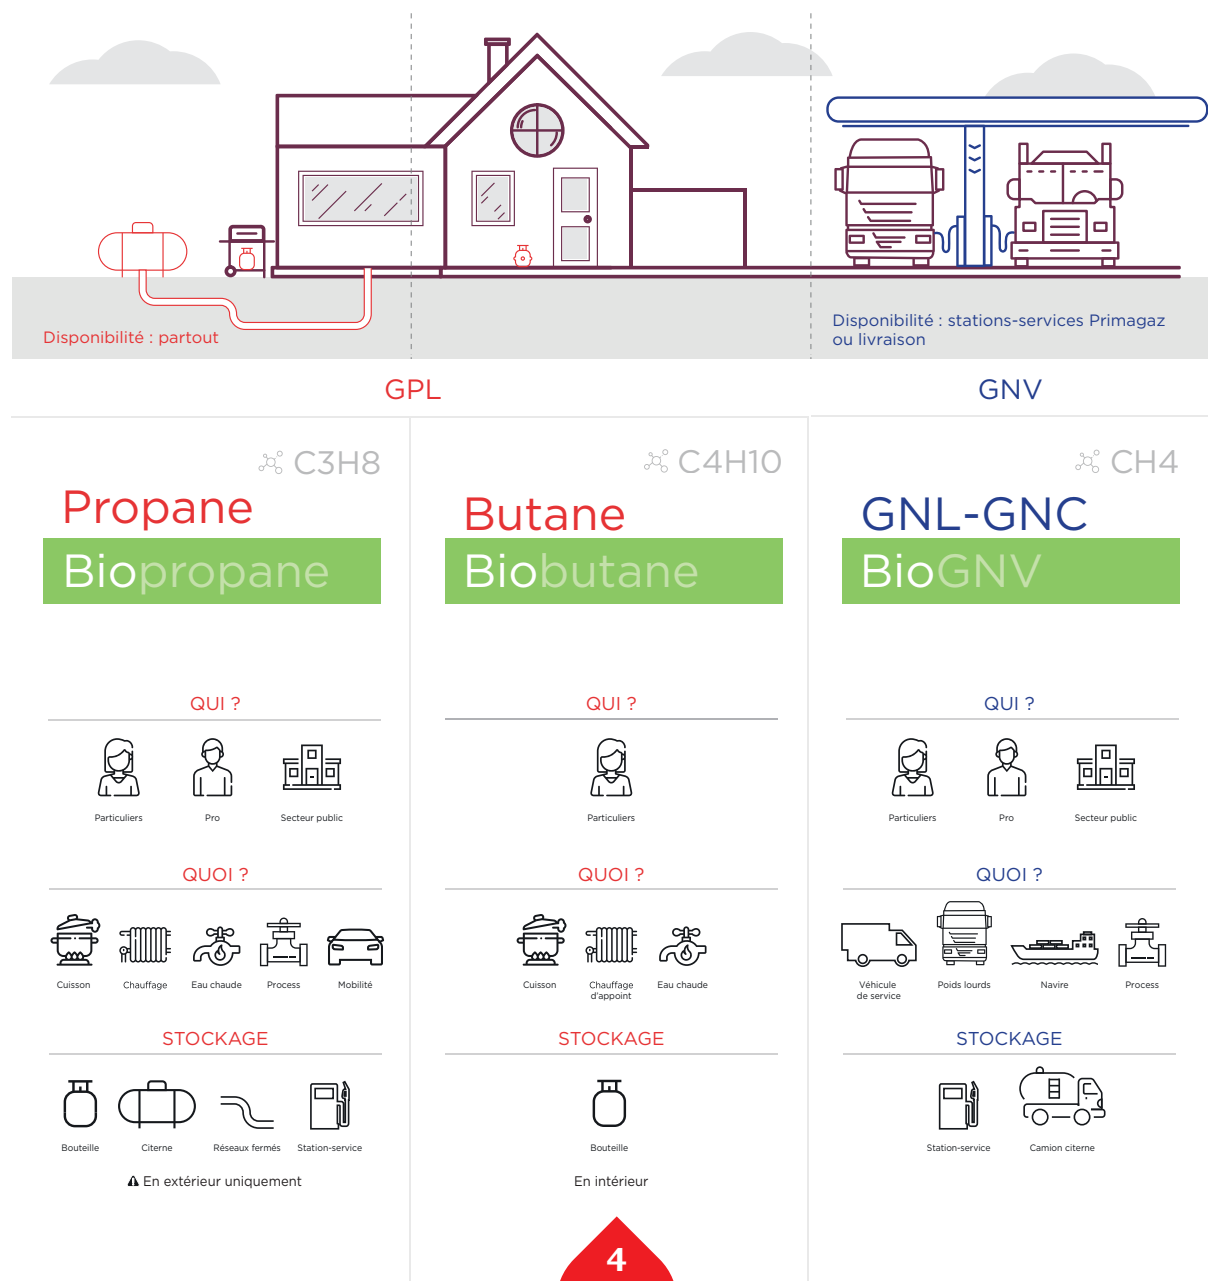 Disponibilité : partout
Disponibilité : stations-services Primagaz
ou livraison
GPL
GNV
C3H8
Propane
Biopropane
QUI ?
Particuliers
Pro
Secteur public
QUOI ?
Cuisson
Chauffage
Eau chaude
Process
Mobilité
STOCKAGE
Bouteille
Citerne
Réseaux fermés
Station-service
En extérieur uniquement
C4H10
Butane
Biobutane
QUI ?
Particuliers
QUOI ?
Cuisson
Chauffage
d'appoint
Eau chaude
STOCKAGE
Bouteille
En intérieur
CH4
GNL-GNC
BioGNV
QUI ?
Particuliers
Pro
Secteur public
QUOI ?
Véhicule
de service
Poids lourds
Navire
Process
STOCKAGE
Station-service
Camion citerne
4